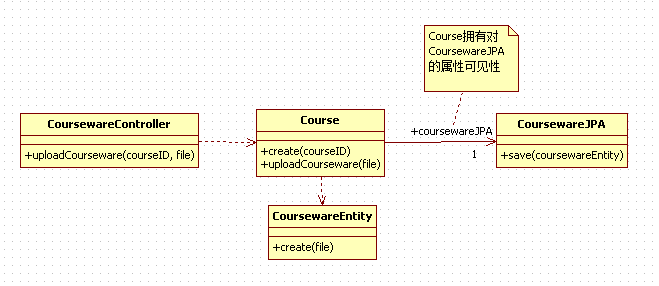 Course拥有对
CoursewareJPA
的属性可见性
CoursewareController
+uploadCourseware(courseID, file)
Course
+create(courseID)
+uploadCourseware(file)
+coursewareJPA
1
CoursewareJPA
+save(coursewareEntity)
CoursewareEntity
+create(file)